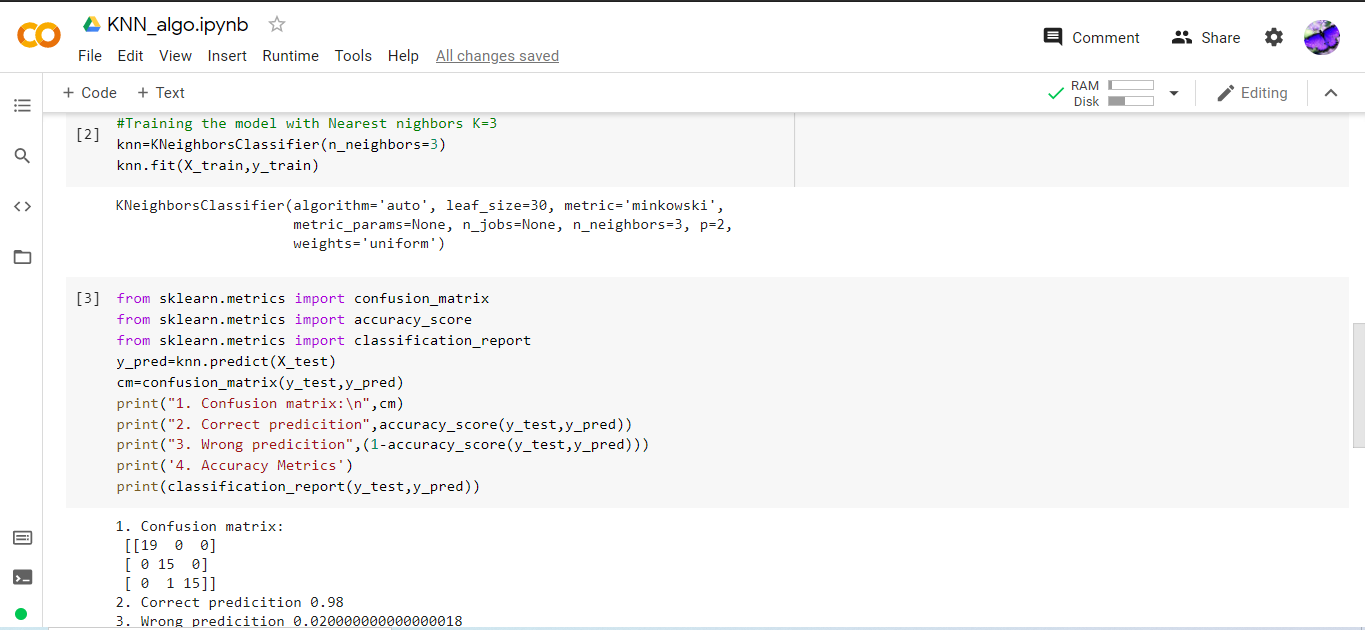 KNN_algo.ipynb
File Edit View Insert Runtime Tools Help All changes saved
Comment Share
+ Code + Text
RAM
Disk
Editing
[2]
#Training the model with Nearest nighbors K=3
knn=KNeighborsClassifier(n_neighbors=3)
knn.fit(X_train,y_train)
KNeighborsClassifier(algorithm='auto', leaf_size=30, metric='minkowski',
metric_params=None, n_jobs=None, n_neighbors=3, p=2,
weights='uniform')
[3] from sklearn.metrics import confusion_matrix
from sklearn.metrics import accuracy_score
from sklearn.metrics import classification_report
y_pred=knn.predict(X_test)
cm=confusion_matrix(y_test,y_pred)
print("1. Confusion matrix:\n",cm)
print("2. Correct predicition",accuracy_score(y_test,y_pred))
print("3. Wrong predicition",(1-accuracy_score(y_test,y_pred)))
print('4. Accuracy Metrics')
print(classification_report(y_test,y_pred))
1. Confusion matrix:
[[19 0 0]
[ 0 15 0]
[ 0 1 15]]
2. Correct predicition 0.98
3. Wrong predicition 0.020000000000000018